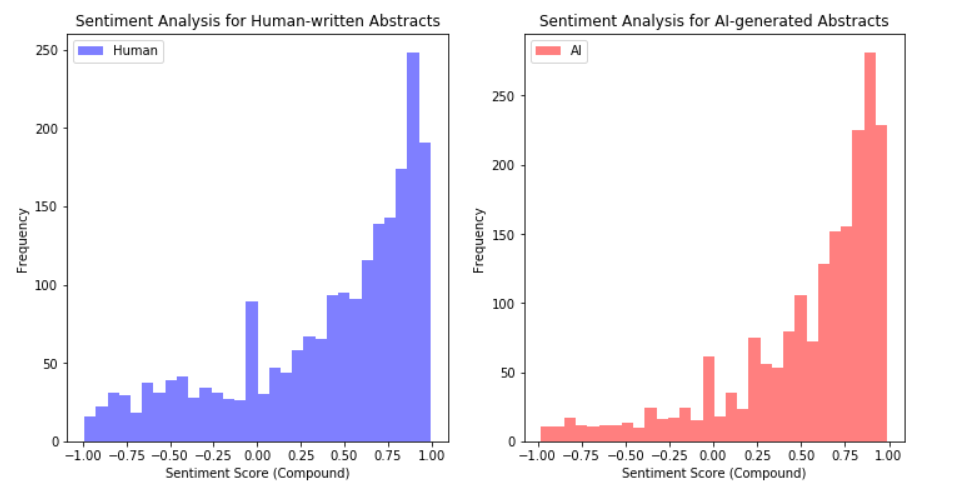 Sentiment Analysis for Human-written Abstracts
Human
Frequency
250
200
150
100
50
0
−1.00 −0.75 −0.50 −0.25 0.00 0.25 0.50 0.75 1.00
Sentiment Score (Compound)
Sentiment Analysis for AI-generated Abstracts
AI
Frequency
250
200
150
100
50
0
−1.00 −0.75 −0.50 −0.25 0.00 0.25 0.50 0.75 1.00
Sentiment Score (Compound)